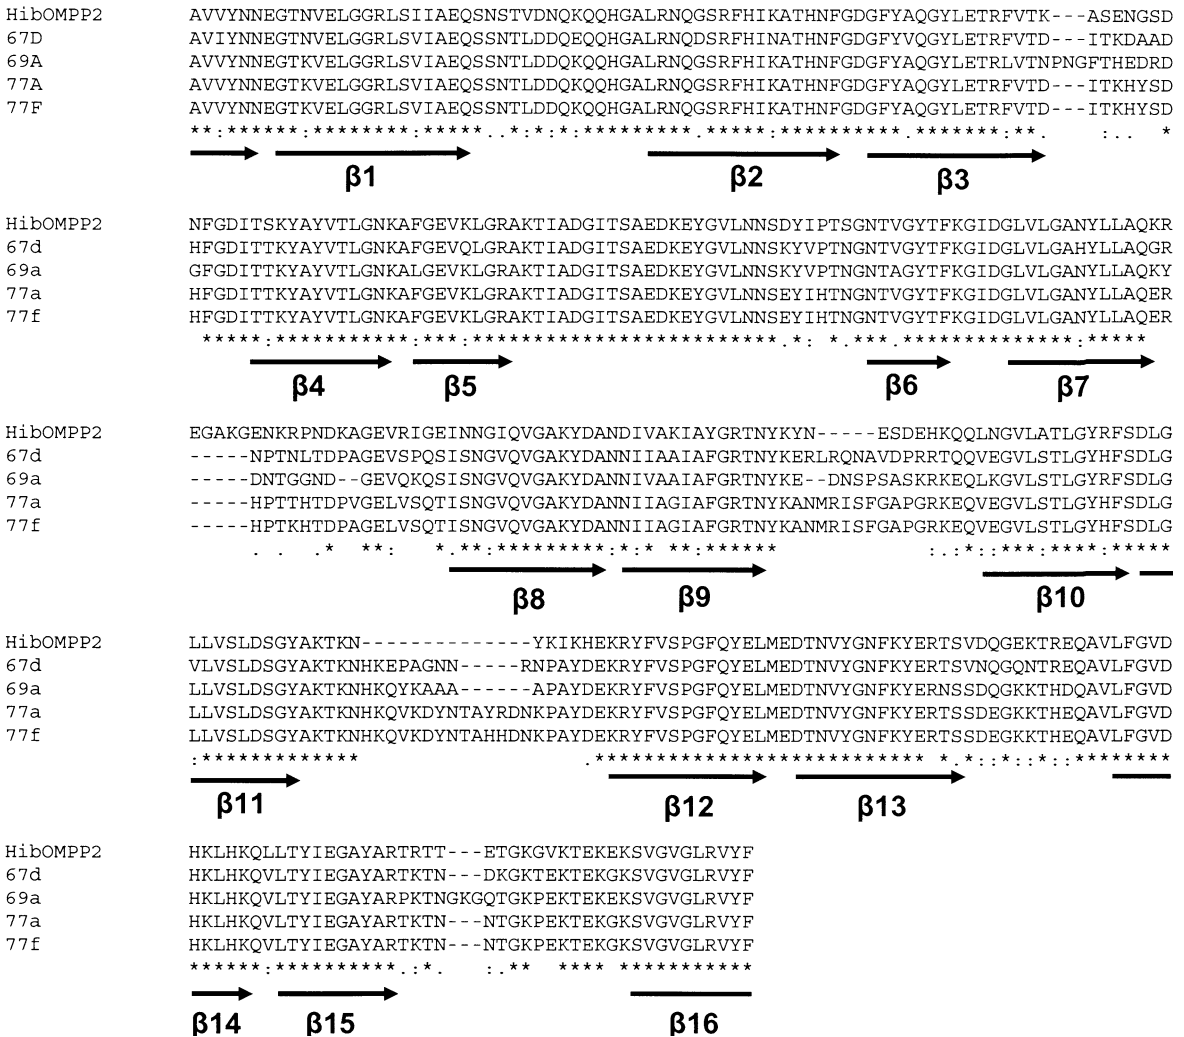 HibOMPP2 AVVYNNEGTNVELGGRLSIIAEQSNSTVDNQKQQHGALRNQGSRFHIKATHNFGDGFYAQGYLETRFVTK---ASENGSD
67D AVIYNNEGTNVELGGRLSVIAEQSSNTLDDQEQQHGALRNQDSRFHINATHNFGDGFYVQGYLETRFVTD---ITKDAAD
69A AVVYNNEGTNVELGGRLSIIAEQSSNTLDDQKQQHGALRNQGSRFHIKATHNFGDGFYAQGYLETRLVTNPNGFTHEDRD
77A AVVYNNEGTKVELGGRLSIIAEQSSNTLDDQKQQHGALRNQGSRFHIKATHNFGDGFYAQGYLETRFVTD---ITKHYSD
77F AVVYNNEGTKVELGGRLSIIAEQSSNTLDDQKQQHGALRNQGSRFHIKATHNFGDGFYAQGYLETRFVTD---ITKHYSD
**:******:********:*****..*:*:*:*********.*****:**********.*******:**.    :..  *
β1 β2 β3
HibOMPP2 NFGDITSKYAYVTLGNKAFGEVKLGRAKTIADGITSAEDKEYGVLNNSDYIPTSGNTVGYTFKGIDGLVLGANYLLAQKR
67d HFGDITTKYAYVTLGNKAFGEVQLGRAKTIADGITSAEDKEYGVLNNSKYVPTNGNTVGYTFKGIDGLVLGAHYLLAQGR
69a GFGDITTKYAYVTLGNKALGEVKLGRAKTIADGITSAEDKEYGVLNNSKYVPTNGNTAGYTFKGIDGLVLGANYLLAQKY
77a HFGDITTKYAYVTLGNKAFGEVKLGRAKTIADGITSAEDKEYGVLNNSEYIHTNGNTVGYTFKGIDGLVLGANYLLAQER
77f HFGDITTKYAYVTLGNKAFGEVKLGRAKTIADGITSAEDKEYGVLNNSEYIHTNGNTVGYTFKGIDGLVLGANYLLAQER
*****:***********:***:*************************.*: *.***.**************:*****
β4 β5 β6 β7
HibOMPP2 EGAKGENKRPNDKAGEVRIGEINNGIQVGAKYDANDIVAKIAYGRTNYKYN-----ESDEHKQQLNGVLATLGYRFSDLG
67d -----NPTNLTDPAGEVSPQSISNGVQVGAKYDANNIIAAIAFGRTNYKERLRQNAVDPRRTQQVEGVLSTLGYHFSDLG
69a -----DNTGGND--GEVQKQSISNGVQVGAKYDANNIVAAIAFGRTNYKE--DNSPSASKRKEQLKGVLSTLGYRFSDLG
77a -----HPTTHTDPVGELVSQTISNGVQVGAKYDANNIIAGIAFGRTNYKANMRISFGAPGRKEQVEGVLSTLGYHFSDLG
77f -----HPTKHTDPAGELVSQTISNGVQVGAKYDANNIIAGIAFGRTNYKANMRISFGAPGRKEQVEGVLSTLGYHFSDLG
. .  .*  **:   *.**:*********:*:* **:******            :.:*::***:****:*****
β8 β9 β10
HibOMPP2 LLVSLDSGYAKTKN--------------YKIKHEKRYFVSPGFQYELMEDTNVYGNFKYERTSVDQGEKTREQAVLFGVD
67d VLVSLDSGYAKTKNHKEPAGNN-----RNPAYDEKRYFVSPGFQYELMEDTNVYGNFKYERTSVNQGQNTREQAVLFGVD
69a LLVSLDSGYAKTKNHKQYKAAA------APAYDEKRYFVSPGFQYELMEDTNVYGNFKYERNSSDQGKKTHDQAVLFGVD
77a LLVSLDSGYAKTKNHKQVKDYNTAYRDNKPAYDEKRYFVSPGFQYELMEDTNVYGNFKYERTSSDEGKKTHEQAVLFGVD
77f LLVSLDSGYAKTKNHKQVKDYNTAHHDNKPAYDEKRYFVSPGFQYELMEDTNVYGNFKYERTSSDEGKKTHEQAVLFGVD
:*************                  .*************************** *.*::*::*::********
β11 β12 β13
HibOMPP2 HKLHKQLLTYIEGAYARTRTT---ETGKGVKTEKEKSVGVGLRVYF
67d HKLHKQVLTYIEGAYARTKTN---DKGKTEKTEKGKSVGVGLRVYF
69a HKLHKQVLTYIEGAYARPKTNGKGQTGKPEKTEKEKSVGVGLRVYF
77a HKLHKQVLTYIEGAYARTKTN---NTGKPEKTEKGKSVGVGLRVYF
77f HKLHKQVLTYIEGAYARTKTN---NTGKPEKTEKGKSVGVGLRVYF
******:**********.:*.   :.**  **** ***********
β14 β15 β16